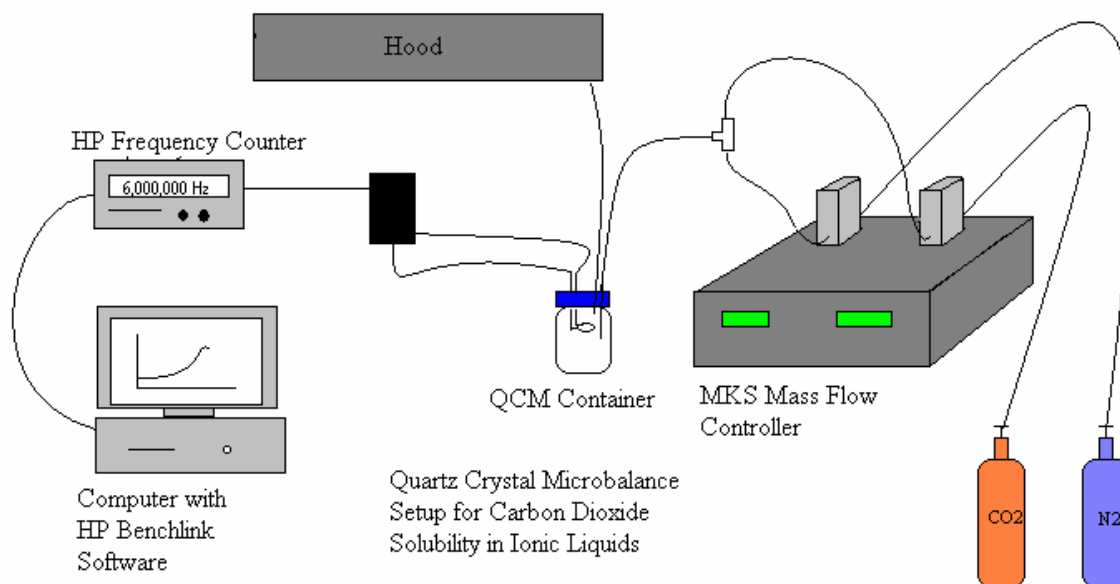 Hood
HP Frequency Counter
6,000,000 Hz
QCM Container
MKS Mass Flow
Controller
Computer with
HP Benchlink
Software
Quartz Crystal Microbalance
Setup for Carbon Dioxide
Solubility in Ionic Liquids
CO2
N2